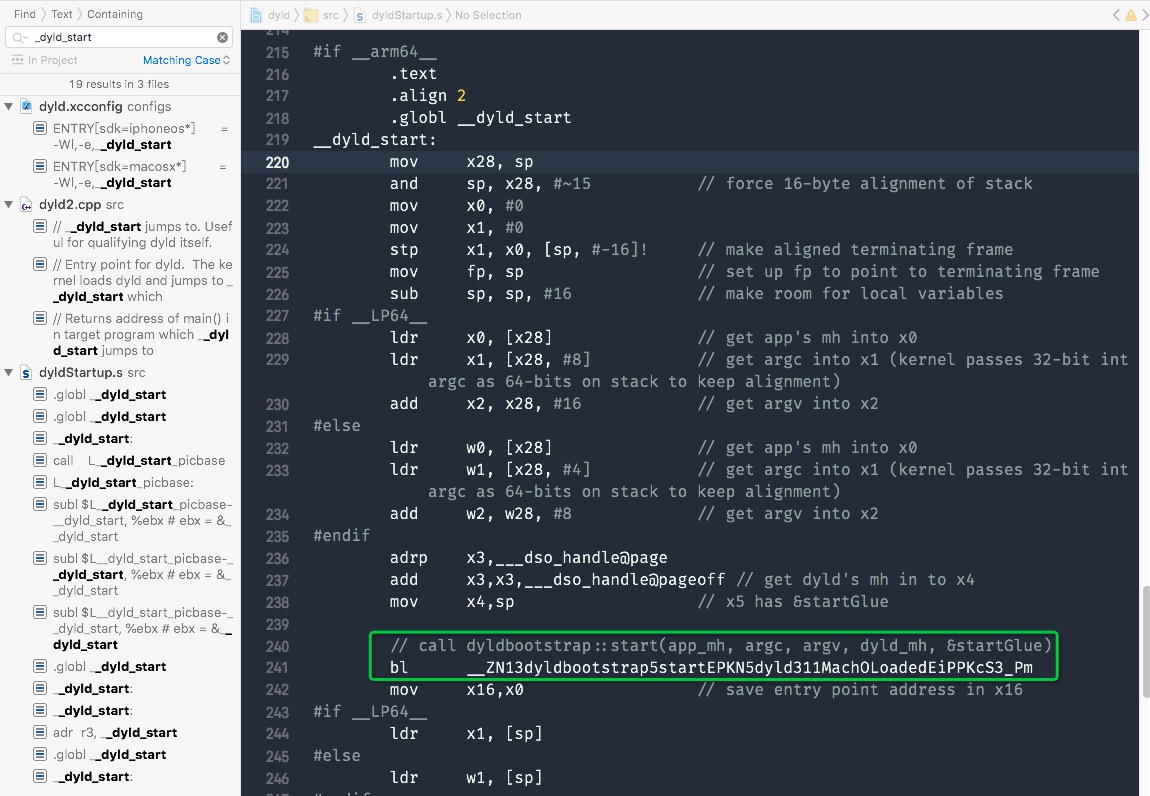 Find 〉 Text 〉 Containing
_dyld_start
In Project Matching Case
19 results in 3 files
dyld.xcconfig configs
ENTRY[sdk=iphoneos*] =
-Wl,-e,__dyld_start
ENTRY[sdk=macosx*] =
-Wl,-e,__dyld_start
dyld2.cpp src
// __dyld_start jumps to. Usef
ul for qualifying dyld itself.
// Entry point for dyld. The ke
rnel loads dyld and jumps to _
_dyld_start which
// Returns address of main() i
n target program which __dyl
d_start jumps to
dyldStartup.s src
.globl __dyld_start
.globl __dyld_start
__dyld_start:
call L__dyld_start_picbase
L__dyld_start_picbase:
subl $L__dyld_start_picbase-
__dyld_start, %ebx # ebx = &_
_dyld_start
subl $L__dyld_start_picbase-_
_dyld_start, %ebx # ebx = &_
_dyld_start
subl $L__dyld_start_picbase-_
_dyld_start, %ebx # ebx = &__
dyld_start
.globl __dyld_start
__dyld_start:
__dyld_start:
adr r3, __dyld_start
.globl __dyld_start
__dyld_start:
dyld 〉 src 〉 dyldStartup.s 〉 No Selection
214
215 #if __arm64__
216 .text
217 .align 2
218 .globl __dyld_start
219 __dyld_start:
220 mov x28, sp
221 and sp, x28, #~15 // force 16-byte alignment of stack
222 mov x0, #0
223 mov x1, #0
224 stp x1, x0, [sp, #-16]! // make aligned terminating frame
225 mov fp, sp // set up fp to point to terminating frame
226 sub sp, sp, #16 // make room for local variables
227 #if __LP64__
228 ldr x0, [x28] // get app's mh into x0
229 ldr x1, [x28, #8] // get argc into x1 (kernel passes 32-bit int
argc as 64-bits on stack to keep alignment)
230 add x2, x28, #16 // get argv into x2
231 #else
232 ldr w0, [x28] // get app's mh into x0
233 ldr w1, [x28, #4] // get argc into x1 (kernel passes 32-bit int
argc as 64-bits on stack to keep alignment)
234 add w2, w28, #8 // get argv into x2
235 #endif
236 adrp x3,___dso_handle@page
237 add x3,x3,___dso_handle@pageoff // get dyld's mh in to x4
238 mov x4,sp // x5 has &startGlue
239
240 // call dyldbootstrap::start(app_mh, argc, argv, dyld_mh, &startGlue)
241 bl __ZN13dyldbootstrap5startEPKN5dyld311MachOLoadedEiPPKcS3_Pm
242 mov x16,x0 // save entry point address in x16
243 #if __LP64__
244 ldr x1, [sp]
245 #else
246 ldr w1, [sp]
247 #endif